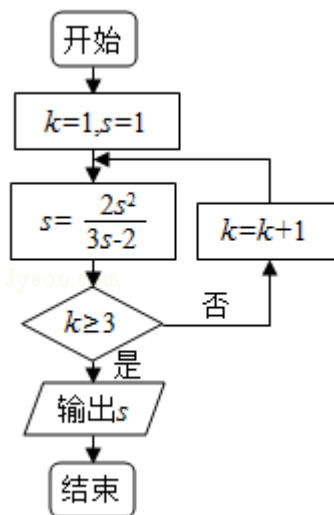 开始
k=1,s=1
s= 2s²/3s-2
k=k+1
k≥3
否
是
输出s
结束